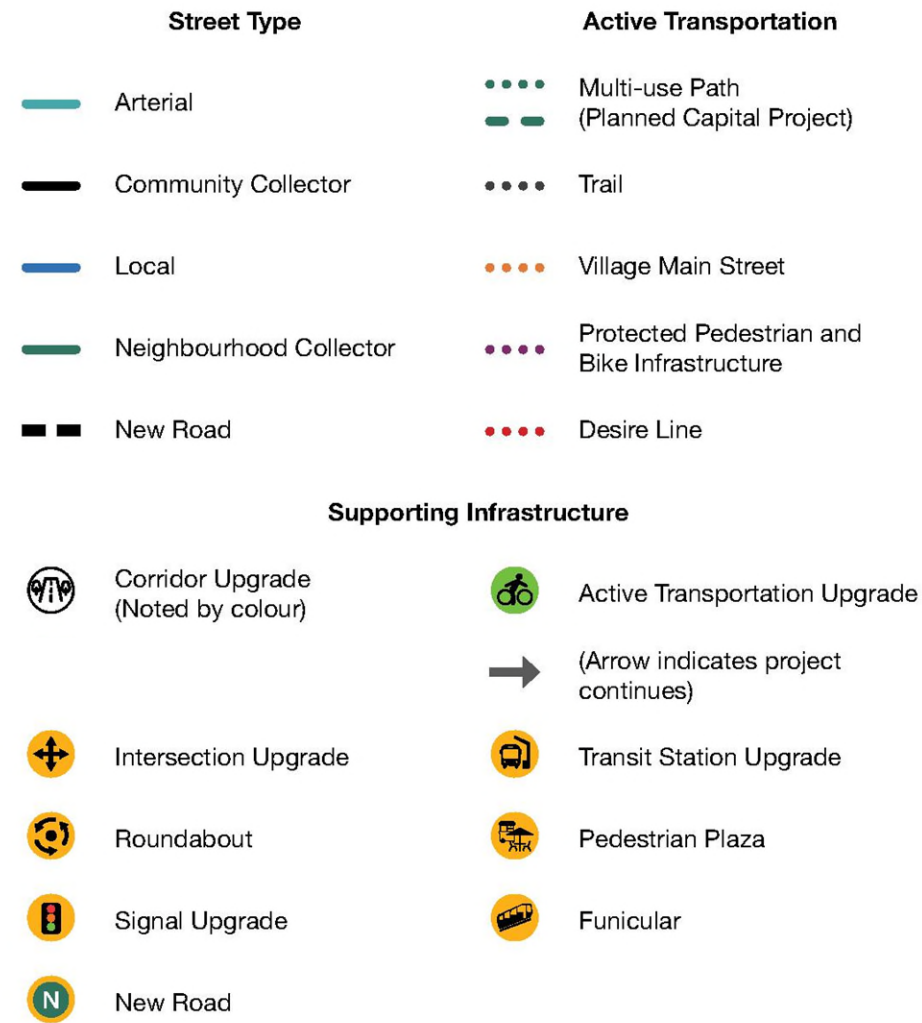 Street Type
Arterial
Community Collector
Local
Neighbourhood Collector
New Road
Active Transportation
Multi-use Path
(Planned Capital Project)
Trail
Village Main Street
Protected Pedestrian and
Bike Infrastructure
Desire Line
Supporting Infrastructure
Corridor Upgrade
(Noted by colour)
Intersection Upgrade
Roundabout
Signal Upgrade
N
New Road
Active Transportation Upgrade
(Arrow indicates project
continues)
Transit Station Upgrade
Pedestrian Plaza
Funicular